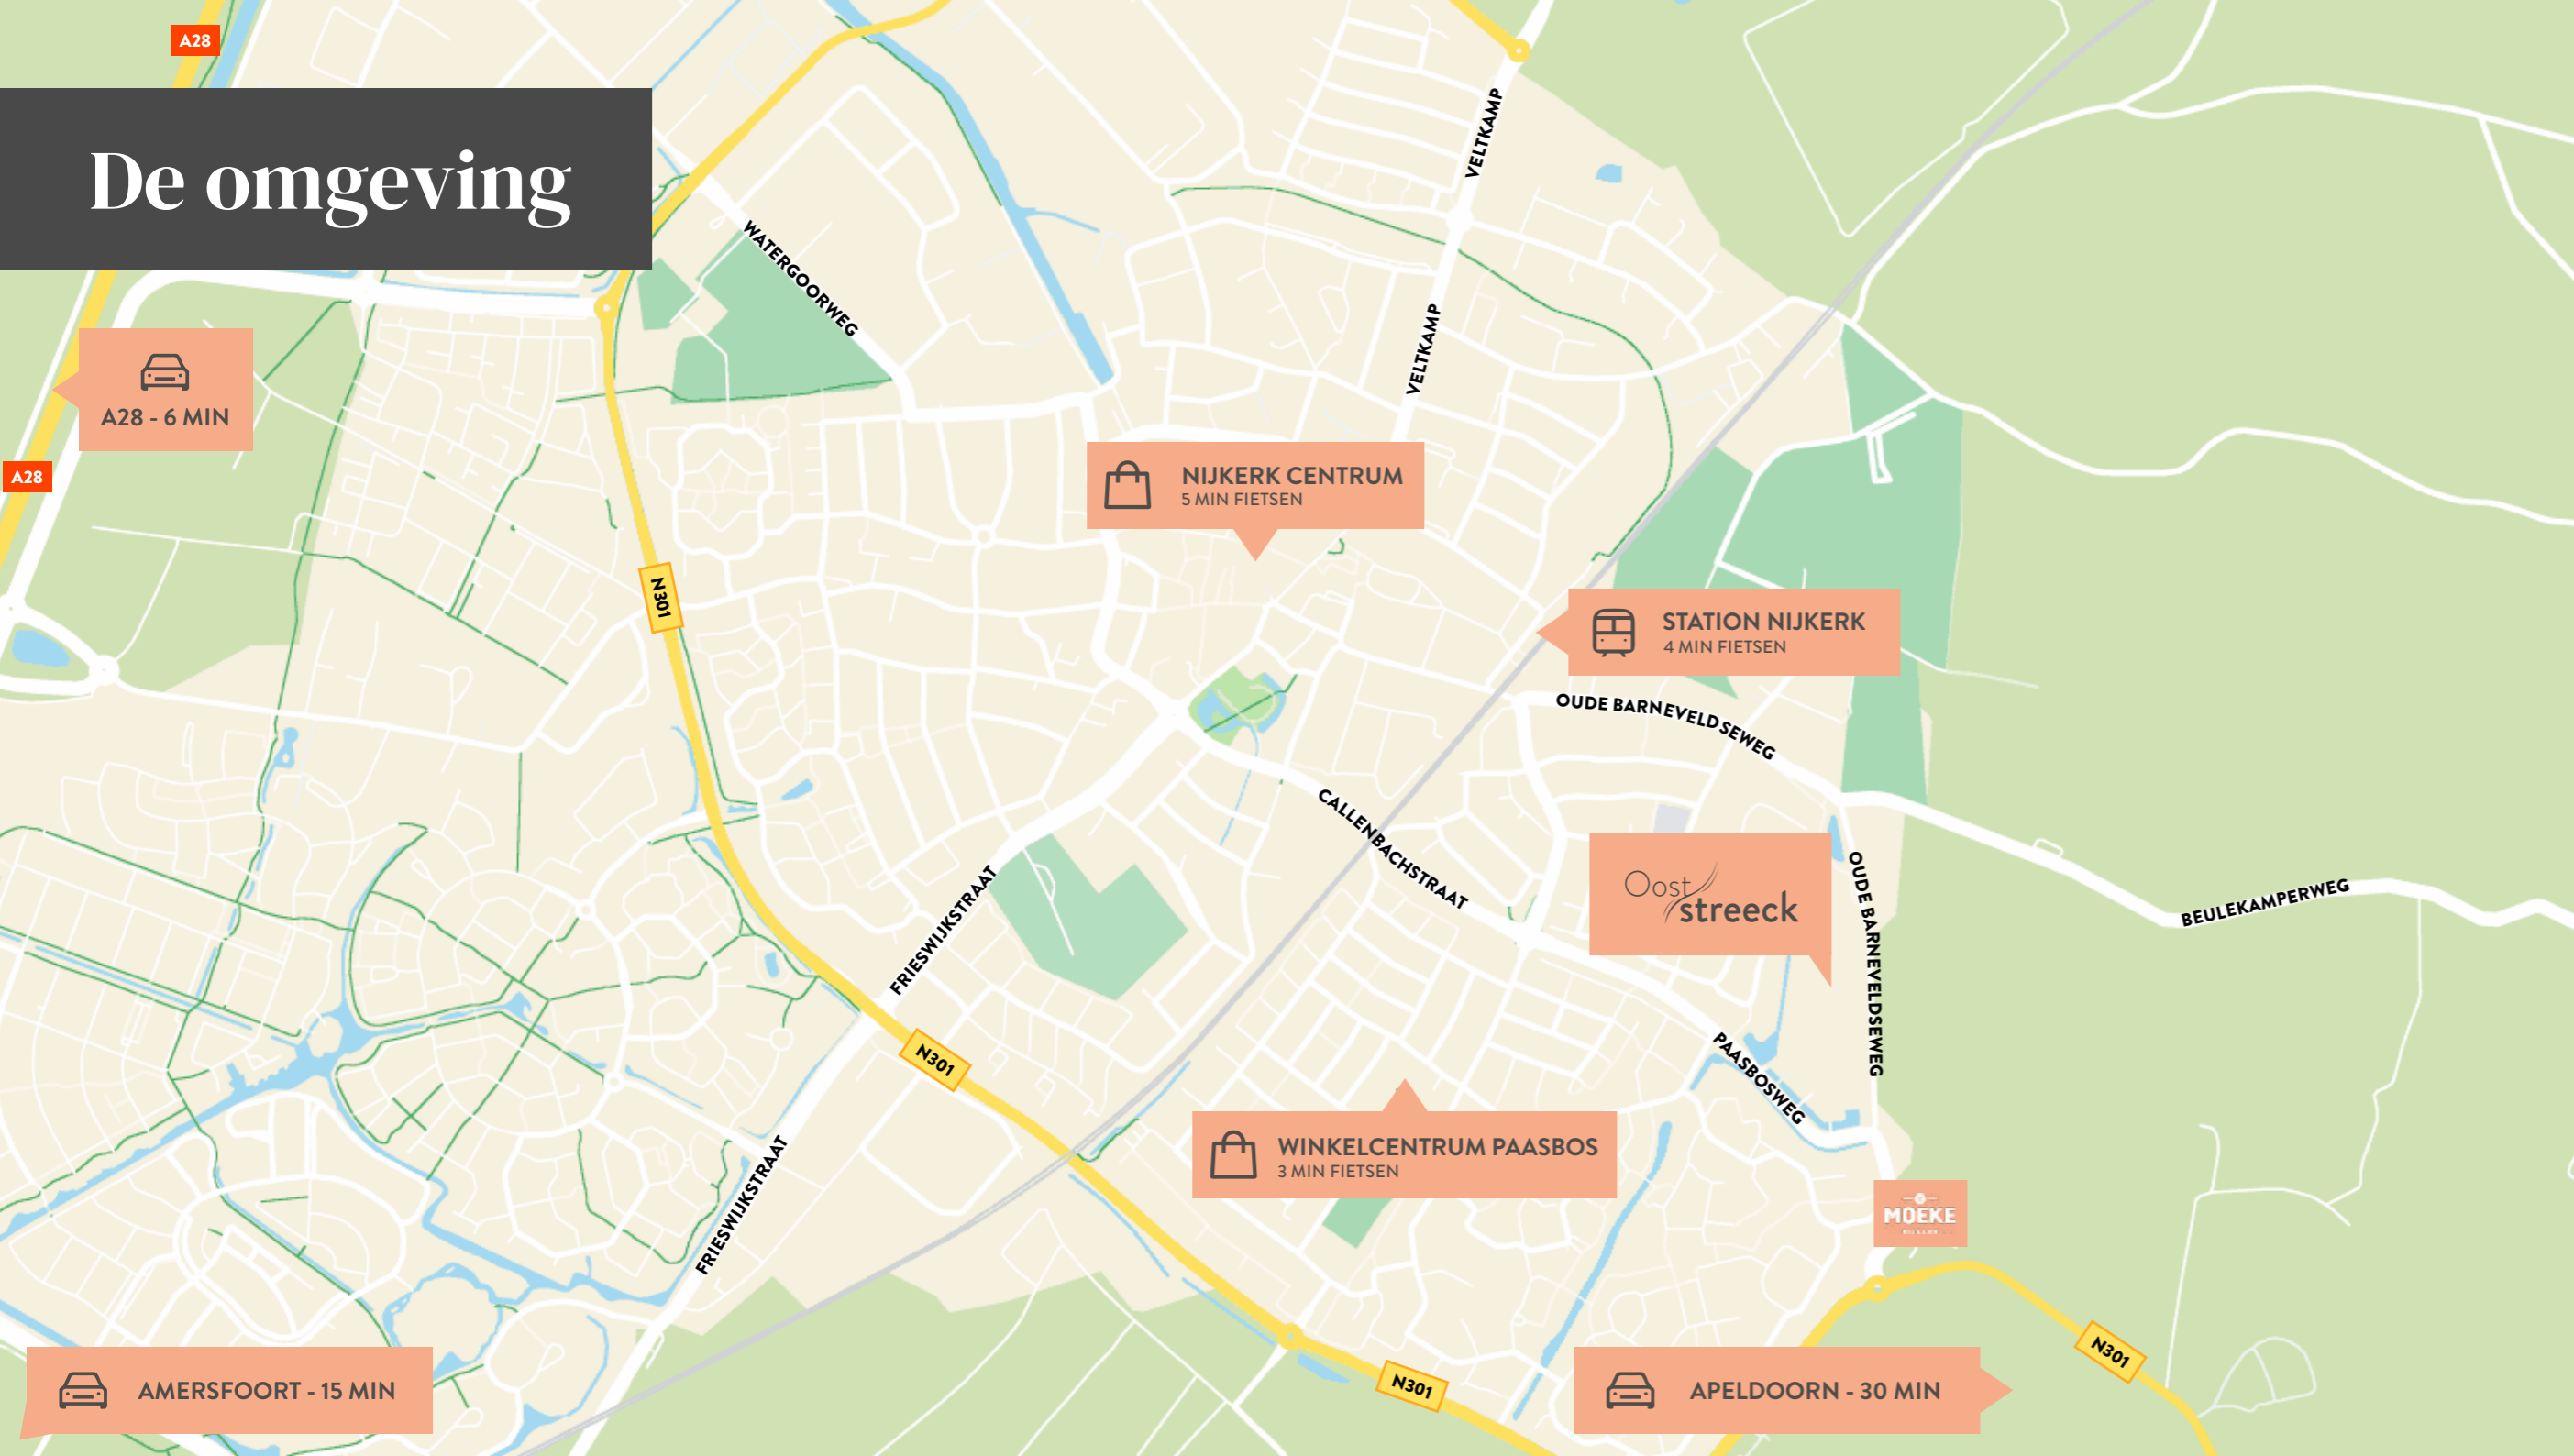 A28
De omgeving
VELTKAMP
WATERGOORWEG
VELTKAMP
A28 - 6 MIN
A28
NIJKERK CENTRUM
5 MIN FIETSEN
N301
STATION NIJKERK
4 MIN FIETSEN
OUDE BARNEVELDSEWEG
CALLENBACHSTRAAT
Oost
streeck
OUDE BARNEVELDSEWEG
BEULEKAMPERWEG
FRIESWIJKSTRAAT
N301
PAASBOSWEG
WINKELCENTRUM PAASBOS
3 MIN FIETSEN
FRIESWIJKSTRAAT
MOEKE
N301
AMERSFOORT - 15 MIN
N301
APELDOORN - 30 MIN